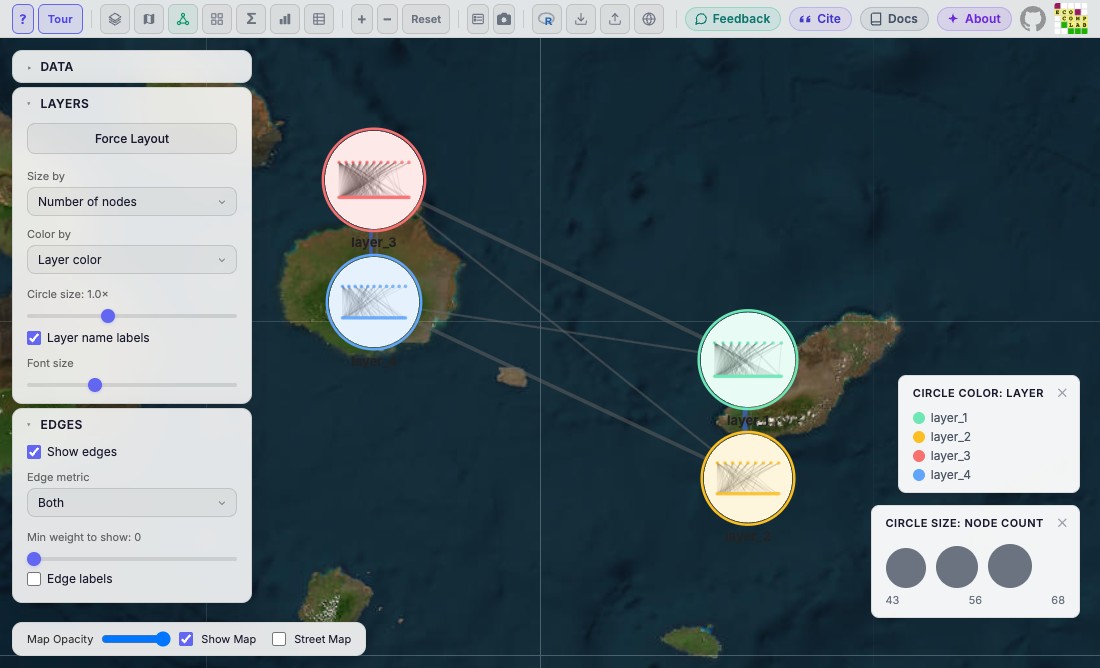 ? Tour Reset R Feedback Cite Docs About
ECO
COMP
LAB
DATA
LAYERS
Force Layout
Size by
Number of nodes
Color by
Layer color
Circle size: 1.0×
Layer name labels
Font size
EDGES
Show edges
Edge metric
Both
Min weight to show: 0
Edge labels
Map Opacity Show Map Street Map
layer_3
CIRCLE COLOR: LAYER
layer_1
layer_2
layer_3
layer_4
CIRCLE SIZE: NODE COUNT
43 56 68